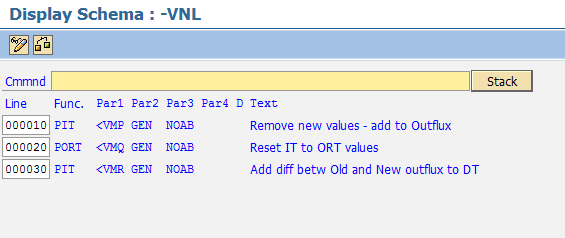 Display Schema : -VNL
Cmmnd Stack
Line Func. Par1 Par2 Par3 Par4 D Text
000010 PIT <VMP GEN NOAB Remove new values - add to Outflux
000020 PORT <VMQ GEN NOAB Reset IT to ORT values
000030 PIT <VMR GEN NOAB Add diff betw Old and New outflux to DT